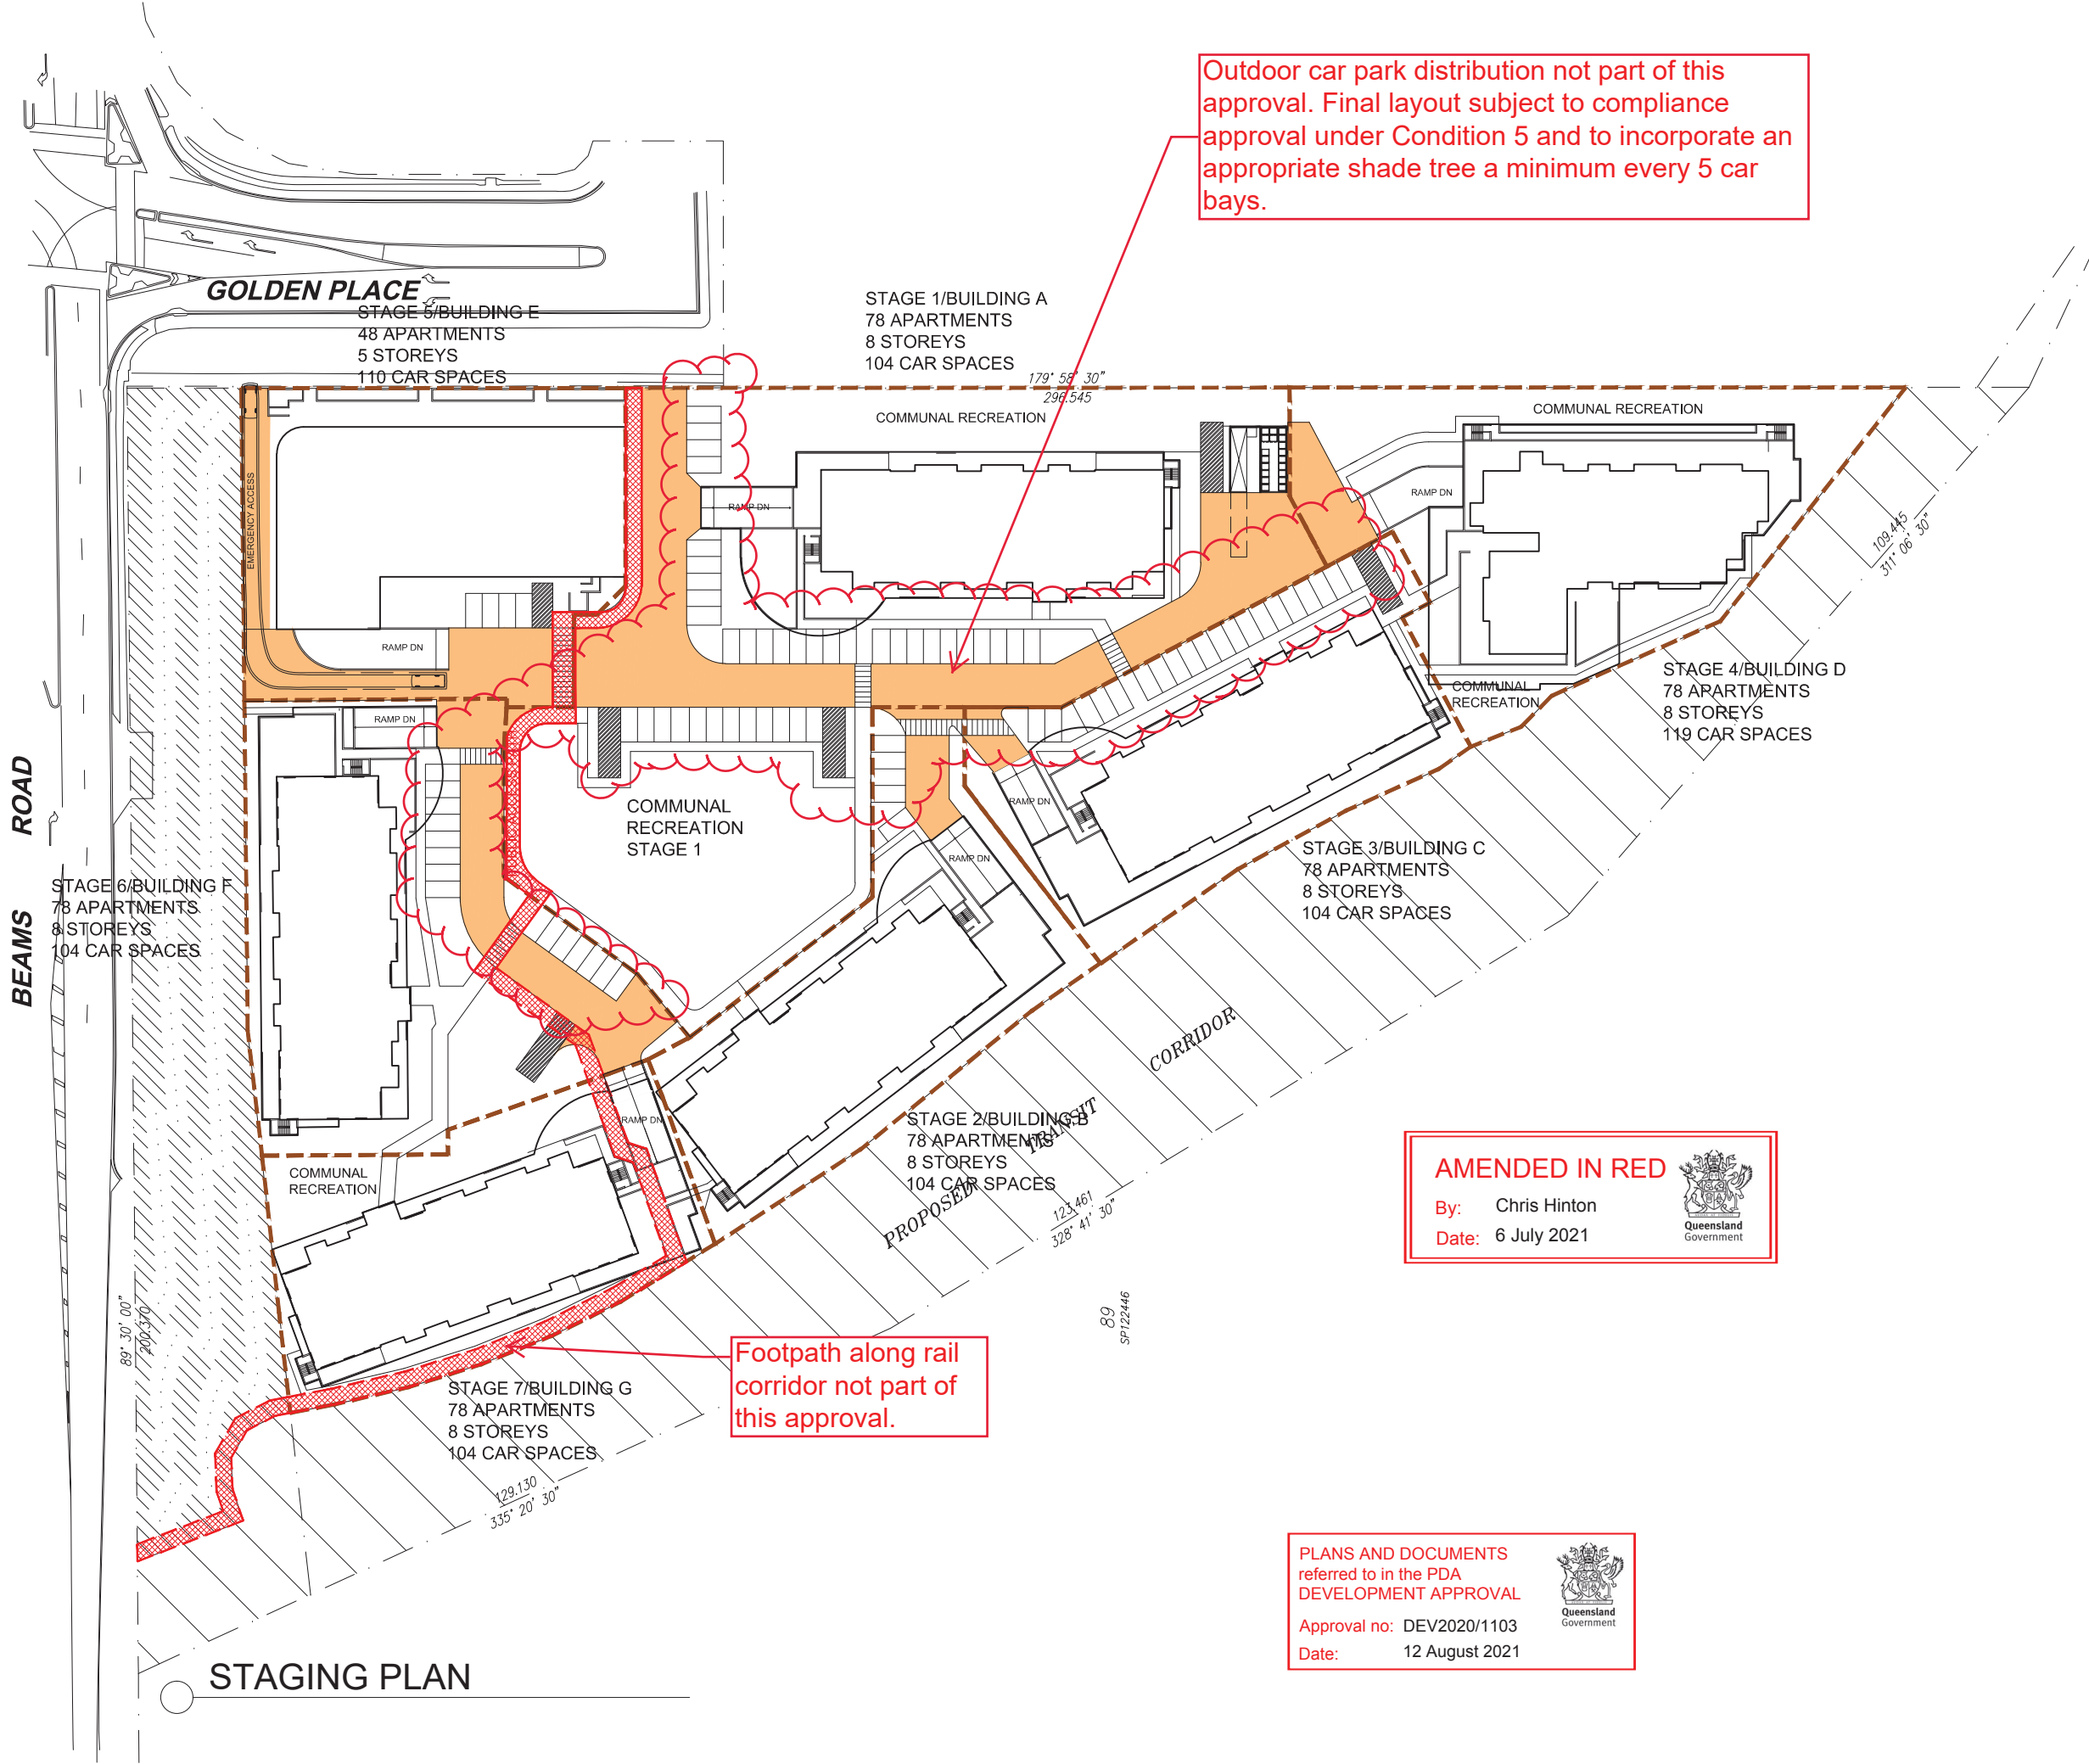 Outdoor car park distribution not part of this
approval. Final layout subject to compliance
approval under Condition 5 and to incorporate an
appropriate shade tree a minimum every 5 car
bays.
GOLDEN PLACE
STAGE 5/BUILDING E
48 APARTMENTS
5 STOREYS
110 CAR SPACES
STAGE 1/BUILDING A
78 APARTMENTS
8 STOREYS
104 CAR SPACES
179° 58' 30"
296.545
COMMUNAL RECREATION
COMMUNAL RECREATION
EMERGENCY ACCESS
RAMP DN
RAMP DN
109.445
311° 06' 30"
RAMP DN
RAMP DN
STAGE 4/BUILDING D
78 APARTMENTS
8 STOREYS
119 CAR SPACES
COMMUNAL
RECREATION
BEAMS ROAD
COMMUNAL
RECREATION
STAGE 1
RAMP DN
RAMP DN
STAGE 3/BUILDING C
78 APARTMENTS
8 STOREYS
104 CAR SPACES
STAGE 6/BUILDING F
78 APARTMENTS
8 STOREYS
104 CAR SPACES
PROPOSED TRANSIT CORRIDOR
RAMP DN
STAGE 2/BUILDING B
78 APARTMENTS
8 STOREYS
104 CAR SPACES
COMMUNAL
RECREATION
123.461
328° 41' 30"
AMENDED IN RED
By: Chris Hinton
Date: 6 July 2021
Queensland
Government
89° 30' 00"
200.370
89
SP122446
Footpath along rail
corridor not part of
this approval.
STAGE 7/BUILDING G
78 APARTMENTS
8 STOREYS
104 CAR SPACES
129.130
335° 20' 30"
PLANS AND DOCUMENTS
referred to in the PDA
DEVELOPMENT APPROVAL
Approval no: DEV2020/1103
Date: 12 August 2021
Queensland
Government
STAGING PLAN